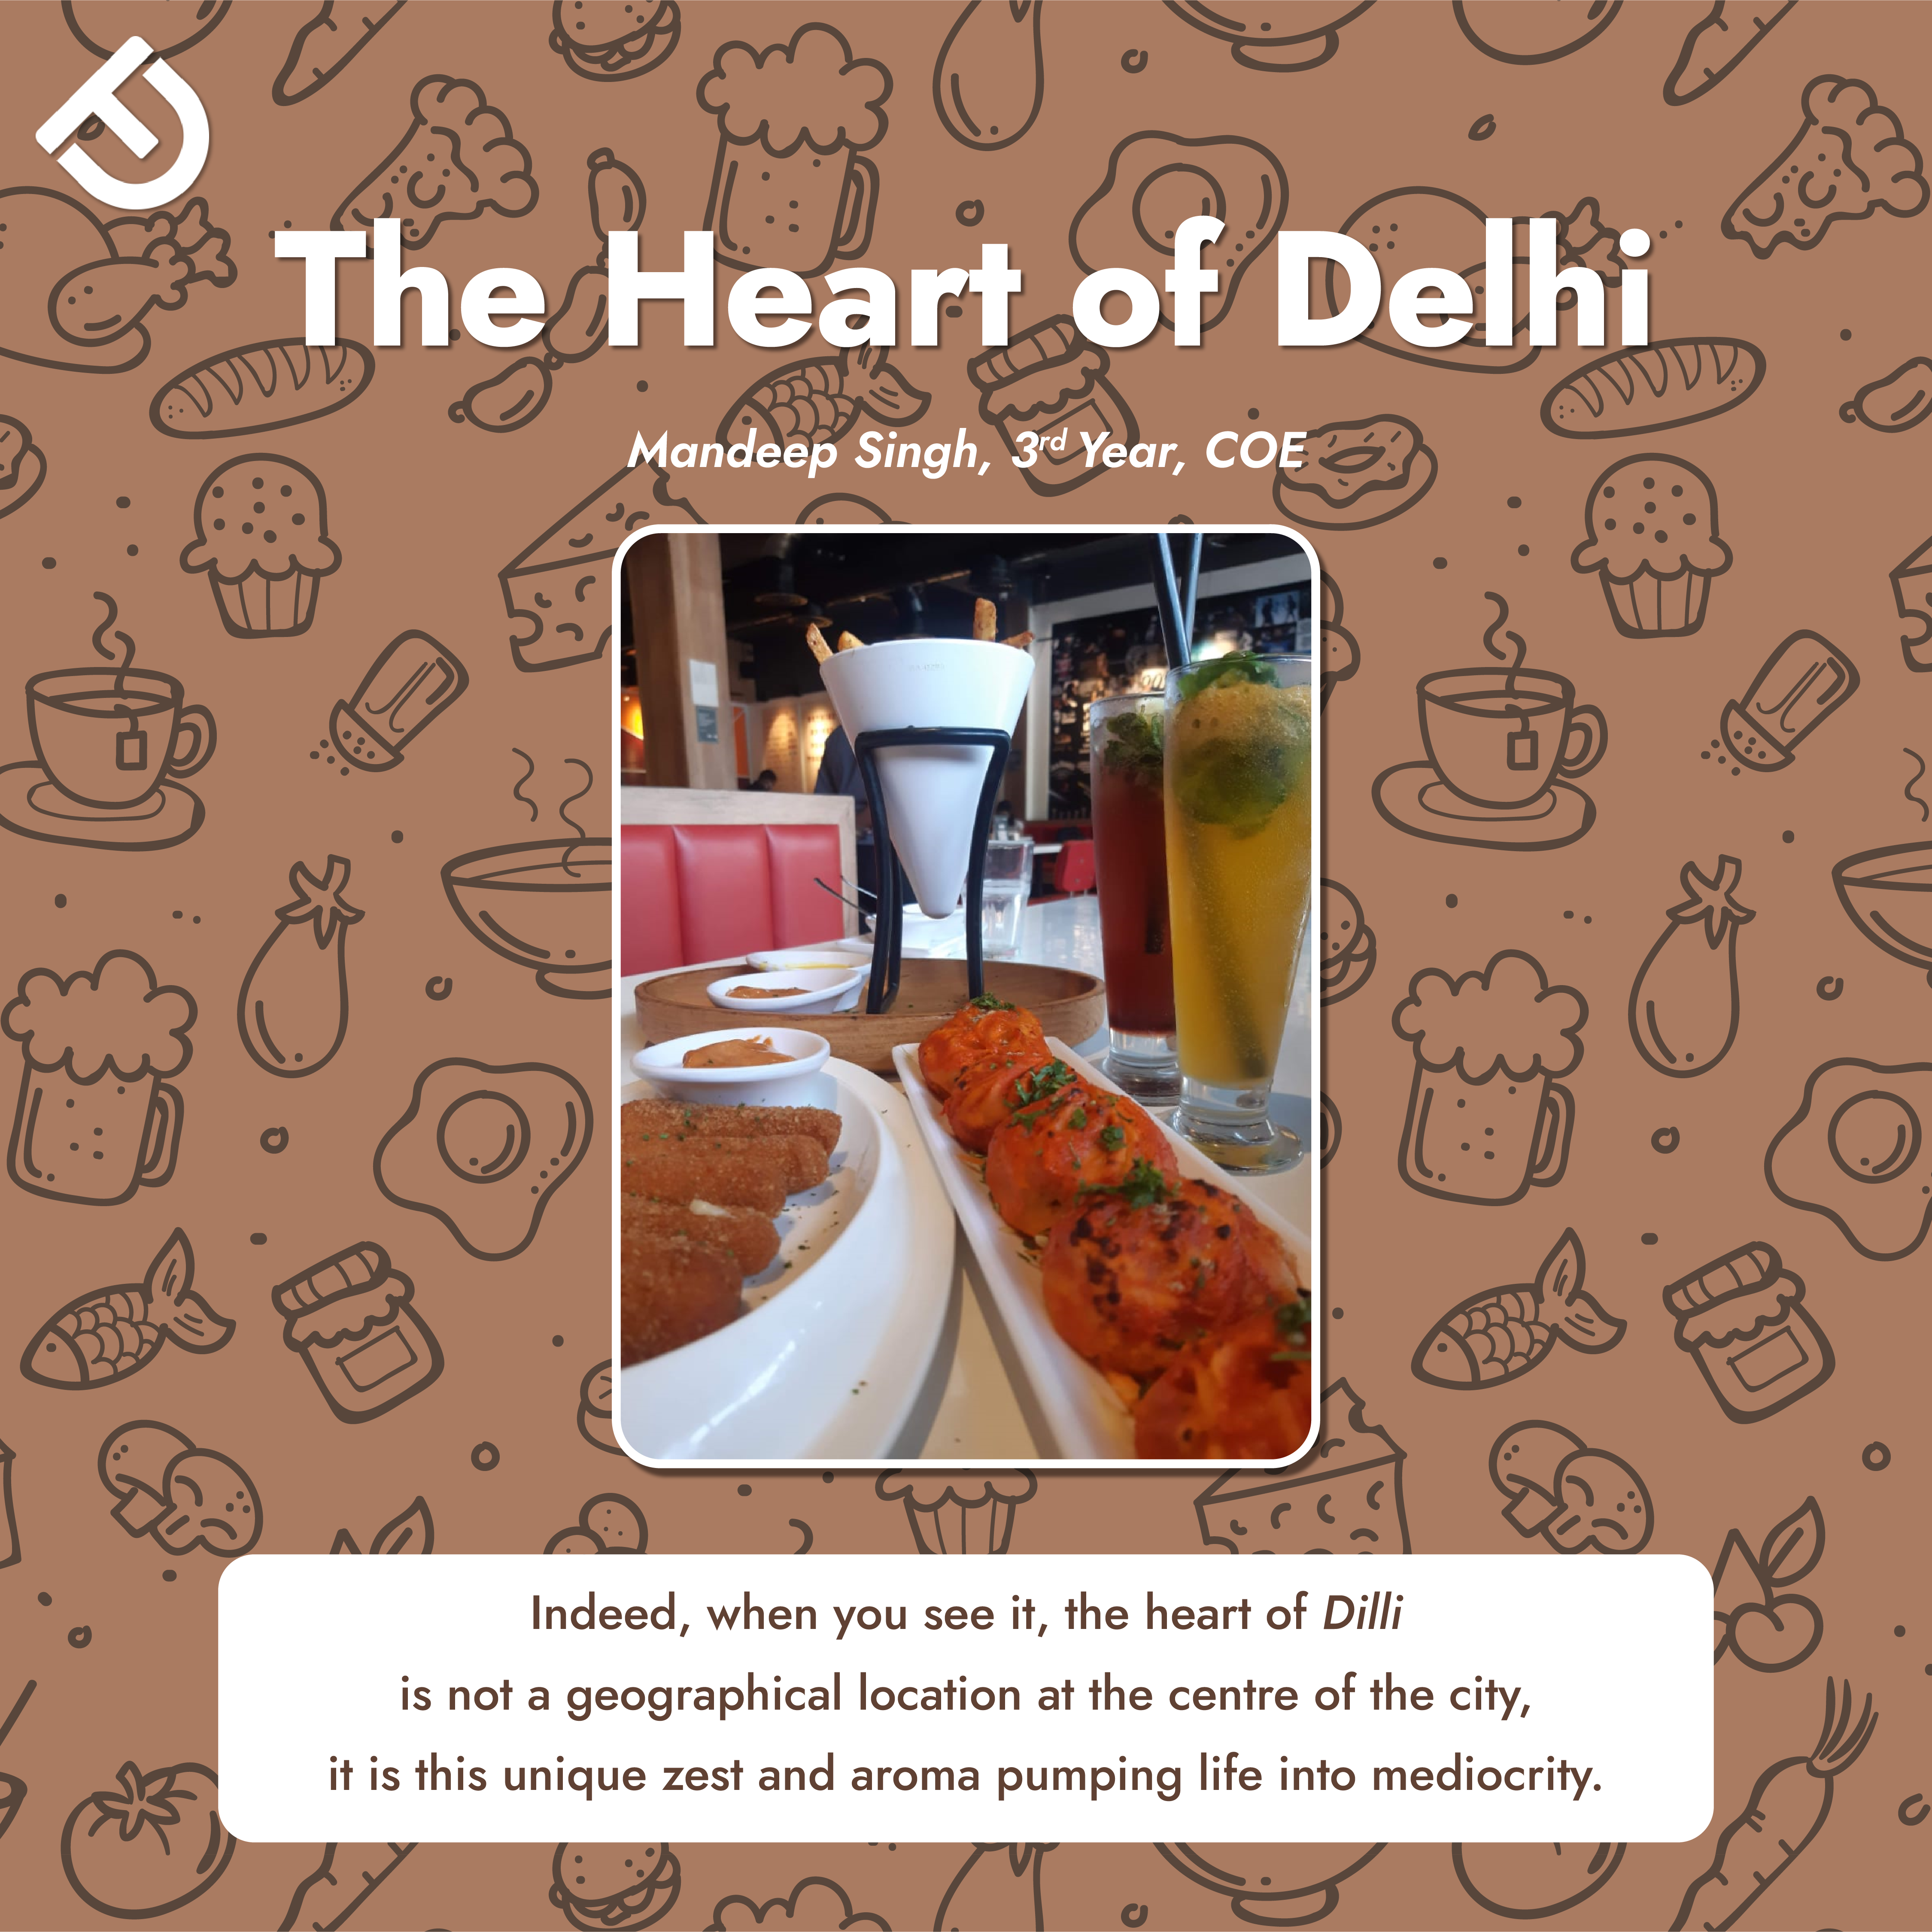 The Heart of Delhi
Mandeep Singh, 3rd Year, COE
Indeed, when you see it, the heart of Dilli
is not a geographical location at the centre of the city,
it is this unique zest and aroma pumping life into mediocrity.